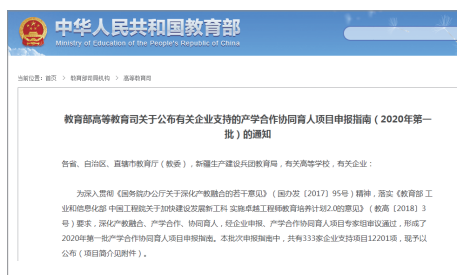 中华人民共和国教育部
Ministry of Education of the People's Republic of China
当前位置：首页 > 教育部司局机构 > 高等教育司
教育部高等教育司关于公布有关企业支持的产学合作协同育人项目申报指南（2020年第一
批）的通知
各省、自治区、直辖市教育厅（教委），新疆生产建设兵团教育局，有关高等学校，有关企业：
为深入贯彻《国务院办公厅关于深化产教融合的若干意见》（国办发〔2017〕95号）精神，落实《教育部 工
业和信息化部 中国工程院关于加快建设发展新工科 实施卓越工程师教育培养计划2.0的意见》（教高〔2018〕3
号）要求，深化产教融合、产学合作、协同育人，经企业申报、产学合作协同育人项目专家组审议通过，形成了
2020年第一批产学合作协同育人项目申报指南。本批次申报指南中，共有333家企业支持项目12201项，现予以
公布（项目简介见附件）。